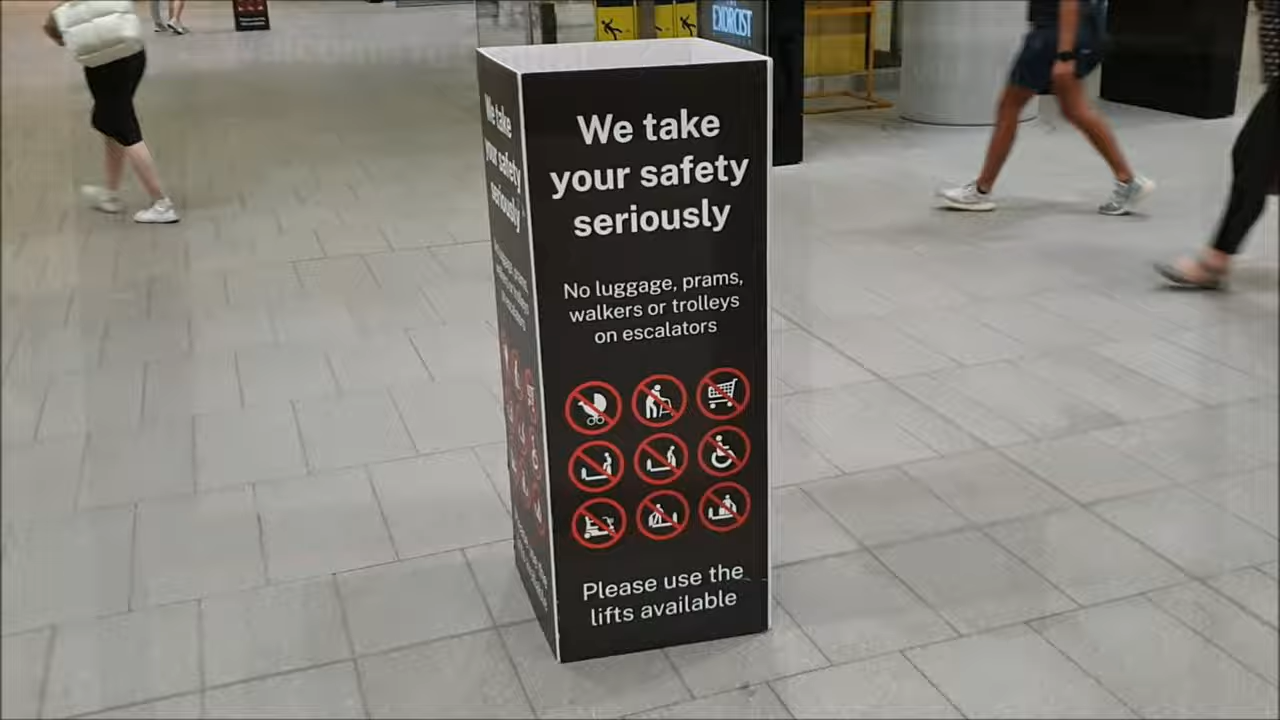 EXORCIST
We take
your safety
seriously
No luggage, prams,
walkers or trolleys
on escalators
Please use the
lifts available
We take
your safety
seriously